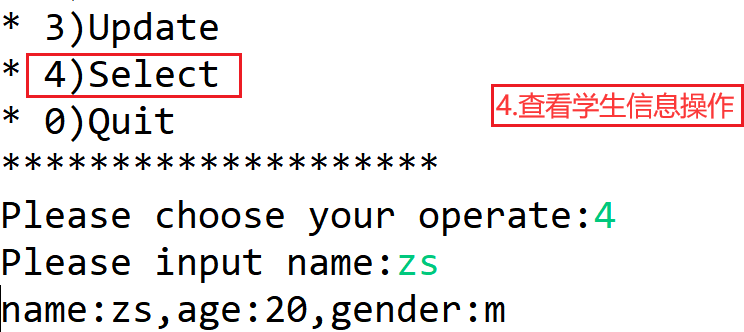 * 3)Update
* 4)Select
4.查看学生信息操作
* 0)Quit
********************
Please choose your operate:4
Please input name:zs
name:zs,age:20,gender:m